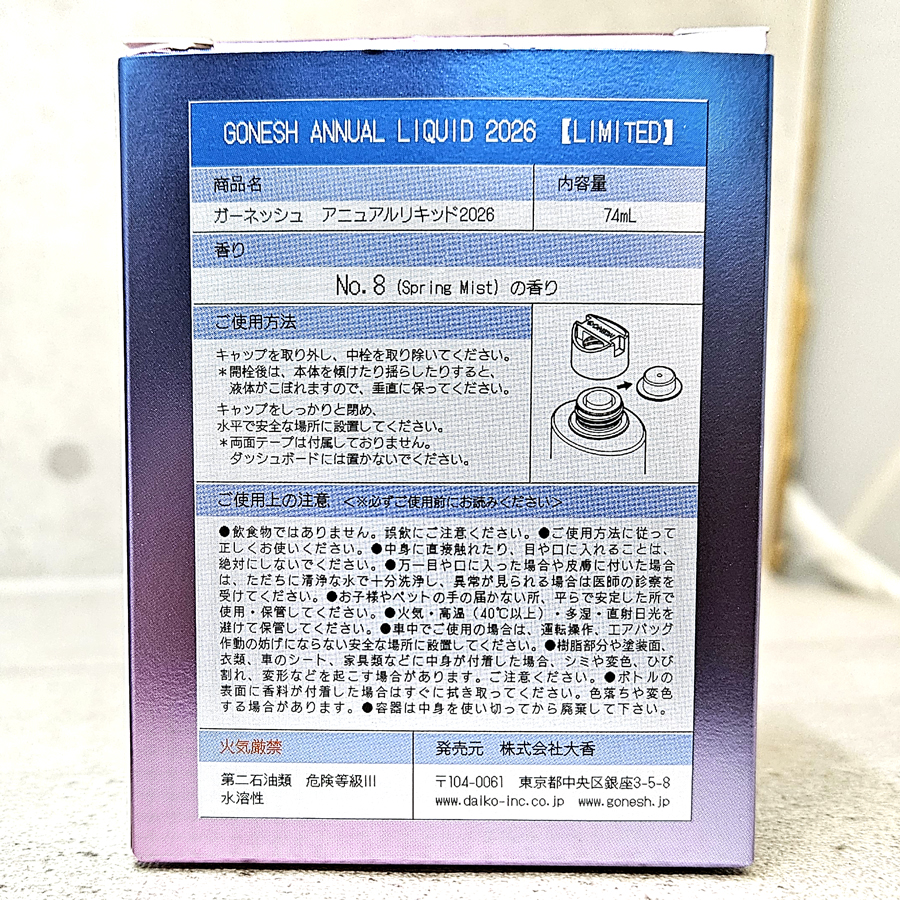 GONESH ANNUAL LIQUID 2026 【LIMITED】
商品名
内容量
ガーネッシュ アニュアルリキッド2026
74mL
香り
No.8 (Spring Mist) の香り
ご使用方法
キャップを取り外し、中栓を取り除いてください。
＊開栓後は、本体を傾けたり揺らしたりすると、
液体がこぼれますので、垂直に保ってください。
キャップをしっかりと閉め、
水平で安全な場所に設置してください。
＊両面テープは付属しておりません。
ダッシュボードには置かないでください。
GONESH
ご使用上の注意 <※必ずご使用前にお読みください>
●飲食物ではありません。誤飲にご注意ください。●ご使用方法に従って
正しくお使いください。●中身に直接触れたり、目や口に入れることは、
絶対にしないでください。●万一目や口に入った場合や皮膚に付いた場合
は、ただちに清浄な水で十分洗浄し、異常が見られる場合は医師の診察を
受けてください。●お子様やペットの手の届かない所、平らで安定した所で
使用・保管してください。●火気・高温（40℃以上）・多湿・直射日光を
避けて保管してください。●車中でご使用の場合は、運転操作、エアバッグ
作動の妨げにならない安全な場所に設置してください。●樹脂部分や塗装面、
衣類、車のシート、家具類などに中身が付着した場合、シミや変色、ひび
割れ、変形などを起こす場合があります。ご注意ください。●ボトルの
表面に香料が付着した場合はすぐに拭き取ってください。色落ちや変色
する場合があります。●容器は中身を使い切ってから廃棄して下さい。
火気厳禁
第二石油類 危険等級III
水溶性
発売元 株式会社大香
〒104-0061 東京都中央区銀座3-5-8
www.daiko-inc.co.jp www.gonesh.jp